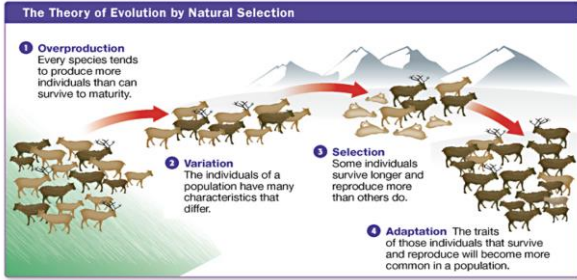 The Theory of Evolution by Natural Selection
1 Overproduction
Every species tends
to produce more
individuals than can
survive to maturity.
2 Variation
The individuals of a
population have many
characteristics that
differ.
3 Selection
Some individuals
survive longer and
reproduce more
than others do.
4 Adaptation The traits
of those individuals that survive
and reproduce will become more
common in a population.